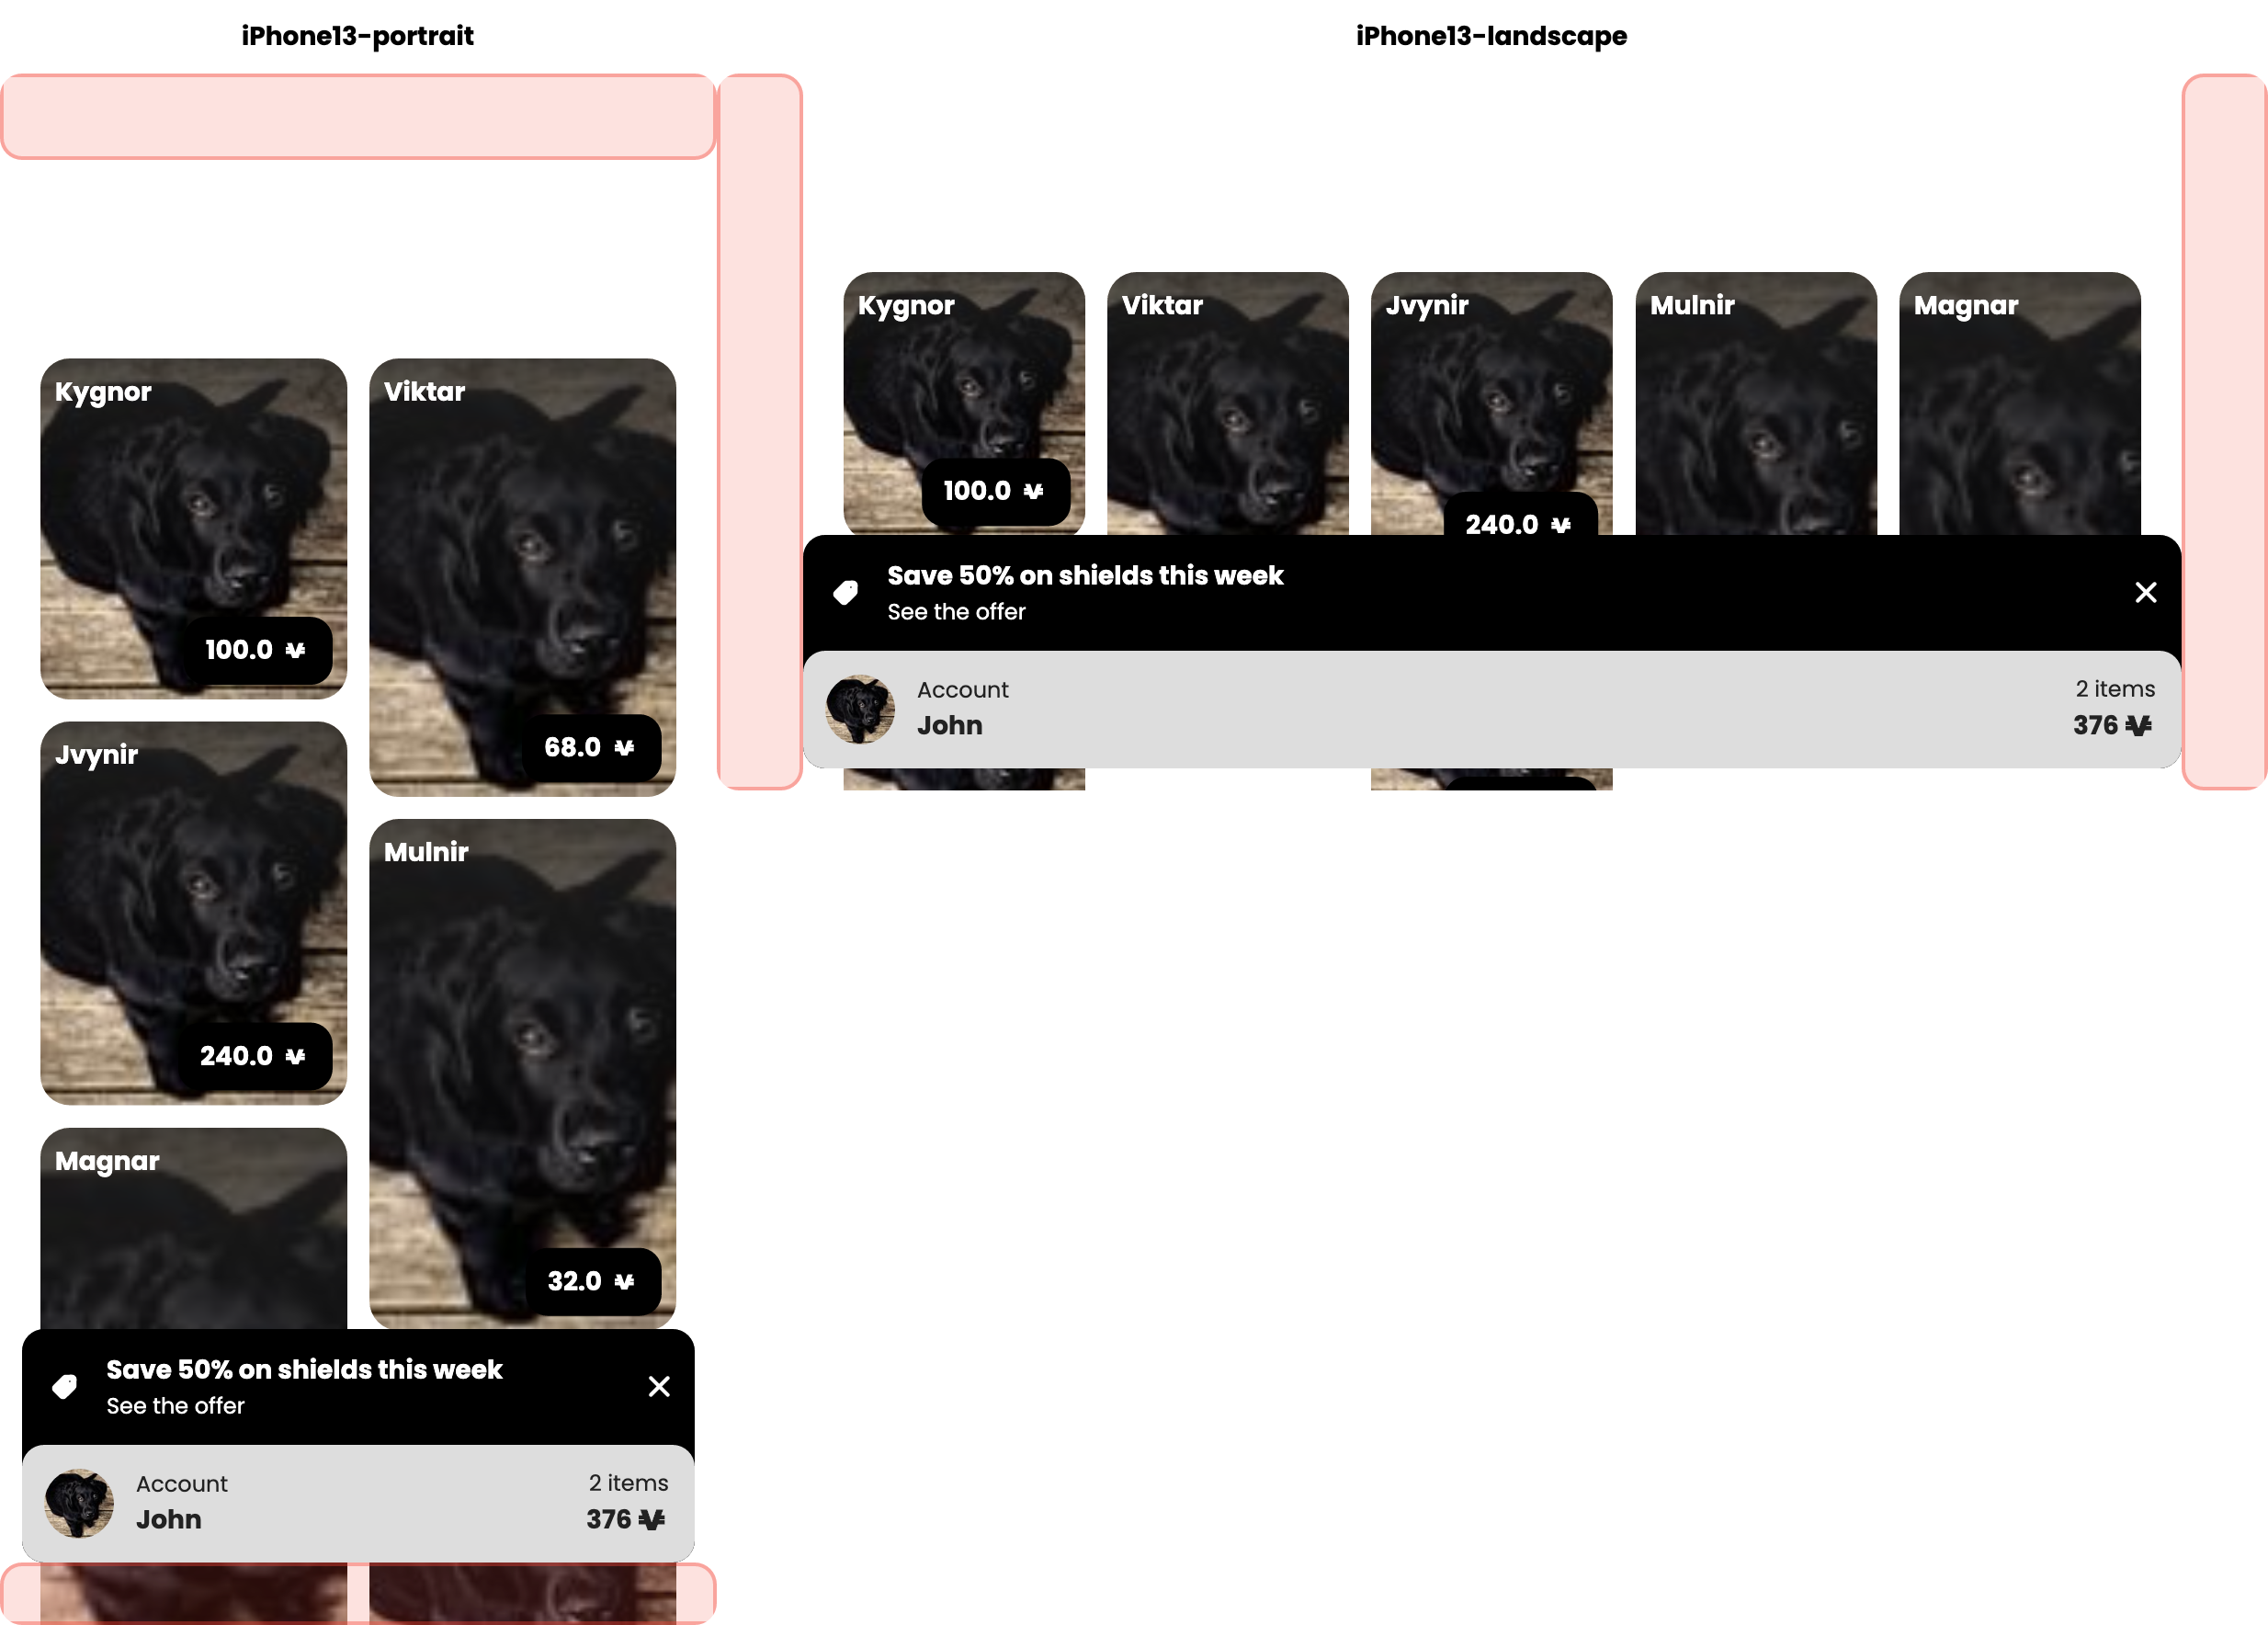 iPhone13-portrait
Kygnor
100.0
Viktar
68.0
Jvynir
240.0
Mulnir
32.0
Magnar
Save 50% on shields this week
See the offer
Account
John
2 items
376
iPhone13-landscape
Kygnor
100.0
Viktar
Jvynir
240.0
Mulnir
Magnar
Save 50% on shields this week
See the offer
Account
John
2 items
376